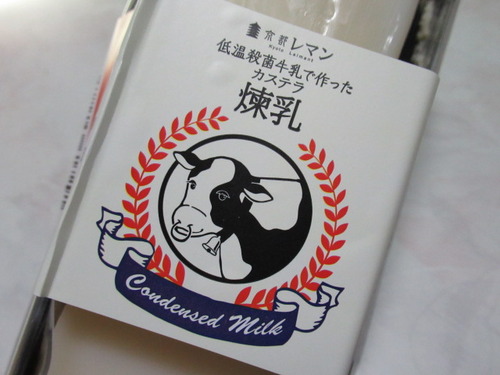 京都レマン
Kyoto Leimant
低温殺菌牛乳で作った
カステラ
煉乳
Condensed Milk